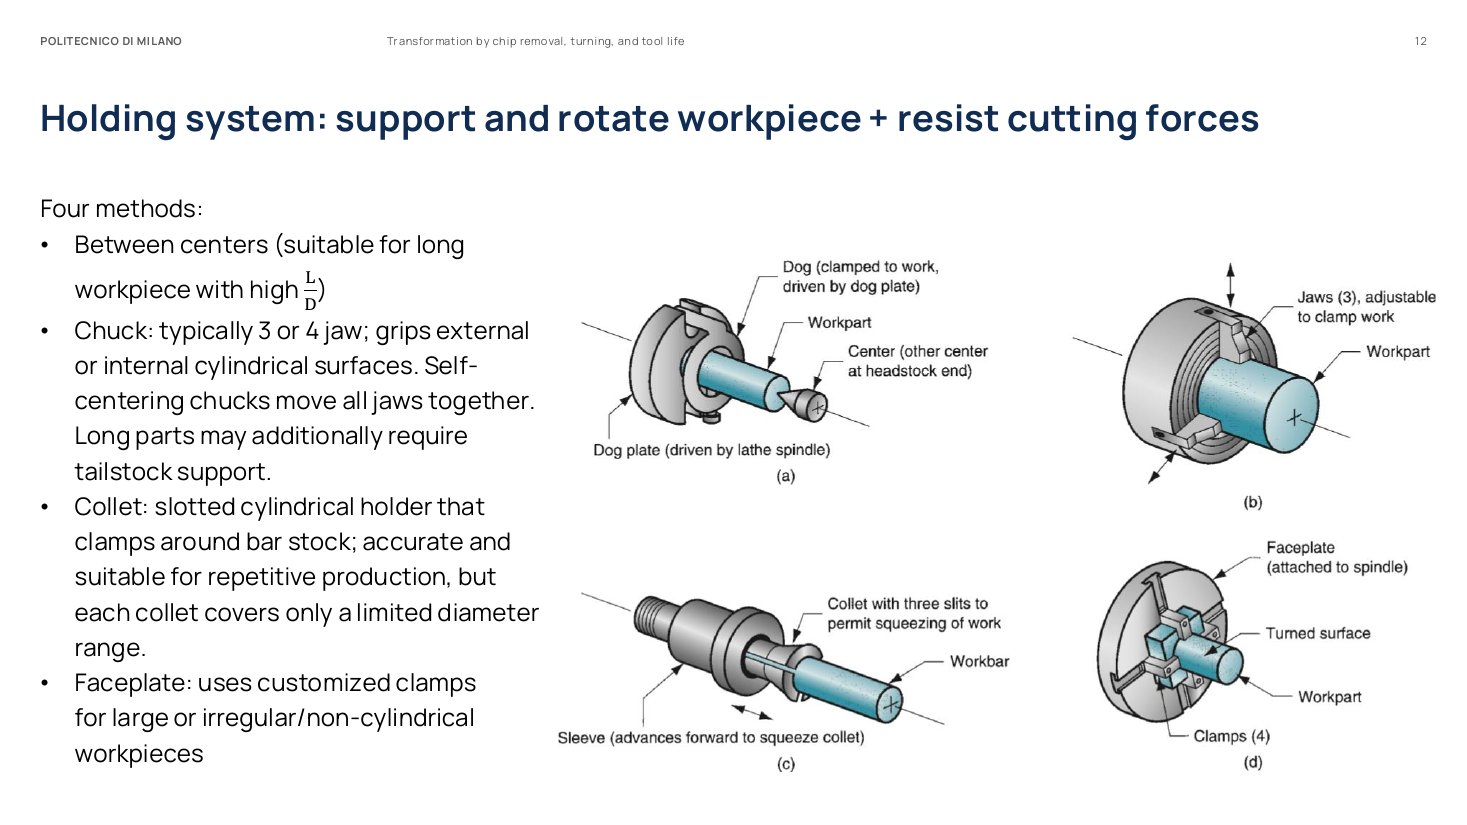 POLITECNICO DI MILANO
Transformation by chip removal, turning, and tool life
12
Holding system: support and rotate workpiece + resist cutting forces
Four methods:
• Between centers (suitable for long
workpiece with high L/D)
• Chuck: typically 3 or 4 jaw; grips external
or internal cylindrical surfaces. Self-
centering chucks move all jaws together.
Long parts may additionally require
tailstock support.
• Collet: slotted cylindrical holder that
clamps around bar stock; accurate and
suitable for repetitive production, but
each collet covers only a limited diameter
range.
• Faceplate: uses customized clamps
for large or irregular/non-cylindrical
workpieces
Dog (clamped to work,
driven by dog plate)
Workpart
Center (other center
at headstock end)
Dog plate (driven by lathe spindle)
(a)
Jaws (3), adjustable
to clamp work
Workpart
(b)
Collet with three slits to
permit squeezing of work
Workbar
Sleeve (advances forward to squeeze collet)
(c)
Faceplate
(attached to spindle)
Turned surface
Workpart
Clamps (4)
(d)